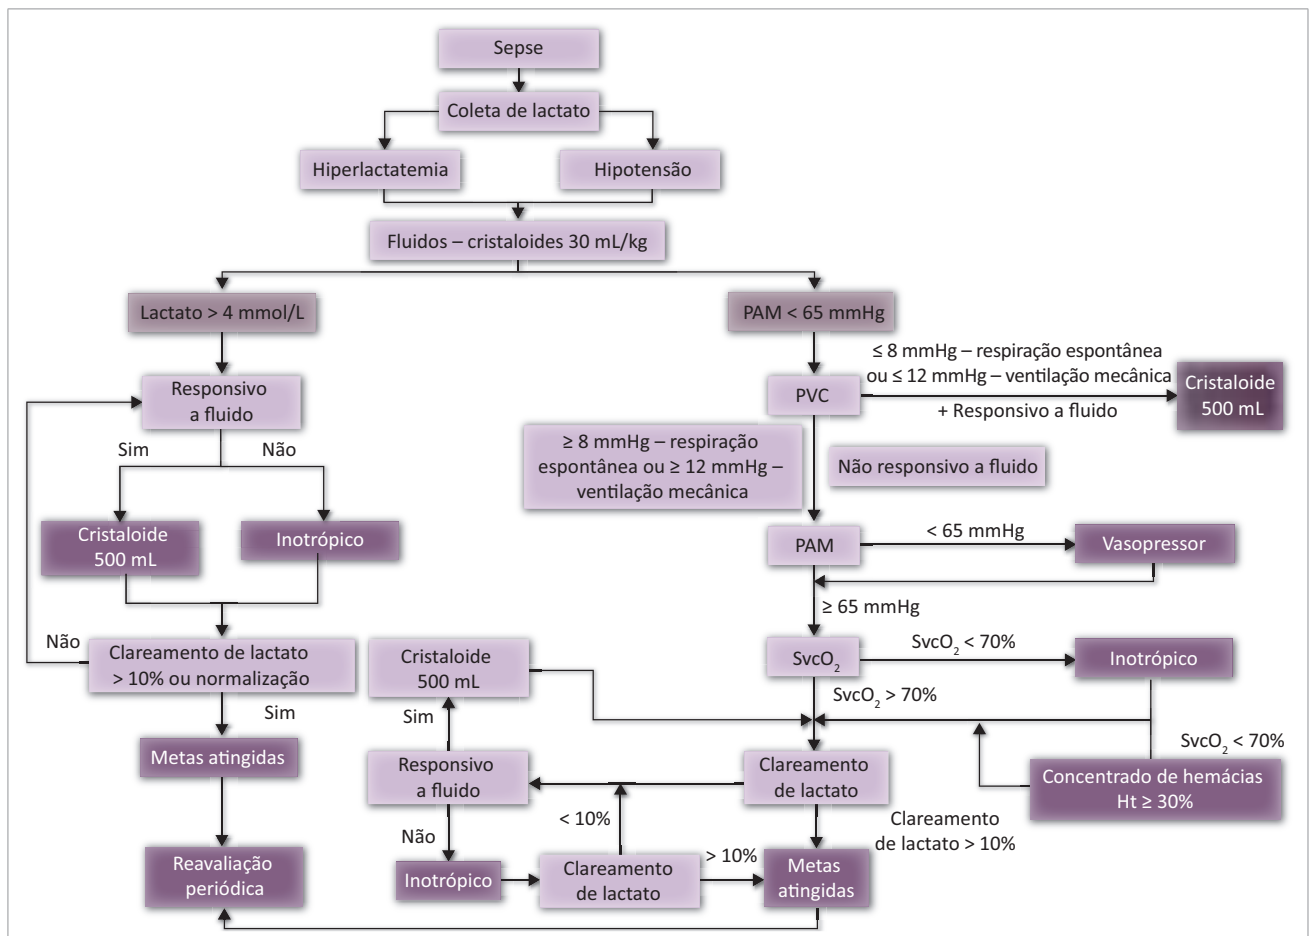 Sepse
Coleta de lactato
Hiperlactatemia
Hipotensão
Fluidos – cristaloides 30 mL/kg
Lactato > 4 mmol/L
PAM < 65 mmHg
≤ 8 mmHg – respiração espontânea
ou ≤ 12 mmHg – ventilação mecânica
+ Responsivo a fluido
Cristaloide
500 mL
Responsivo
a fluido
PVC
Sim
Não
≥ 8 mmHg – respiração
espontânea ou ≥ 12 mmHg –
ventilação mecânica
Não responsivo a fluido
Cristaloide
500 mL
Inotrópico
PAM
< 65 mmHg
Vasopressor
≥ 65 mmHg
Não
Clareamento de lactato
> 10% ou normalização
Sim
Cristaloide
500 mL
SvcO₂
SvcO₂ < 70%
Inotrópico
SvcO₂ > 70%
Sim
SvcO₂ < 70%
Metas atingidas
Responsivo
a fluido
Clareamento
de lactato
Concentrado de hemácias
Ht ≥ 30%
< 10%
Não
Clareamento
de lactato > 10%
Reavaliação
periódica
Inotrópico
Clareamento
de lactato
> 10%
Metas
atingidas